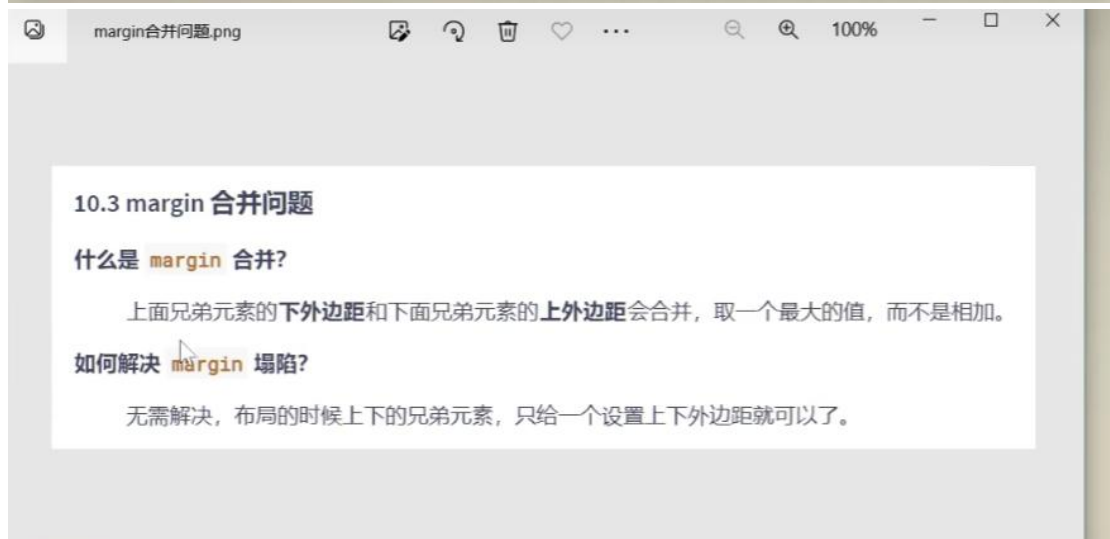 margin合并问题.png
100%
10.3 margin 合并问题
什么是 margin 合并?
上面兄弟元素的下外边距和下面兄弟元素的上外边距会合并，取一个最大的值，而不是相加。
如何解决 margin 塌陷?
无需解决，布局的时候上下的兄弟元素，只给一个设置上下外边距就可以了。